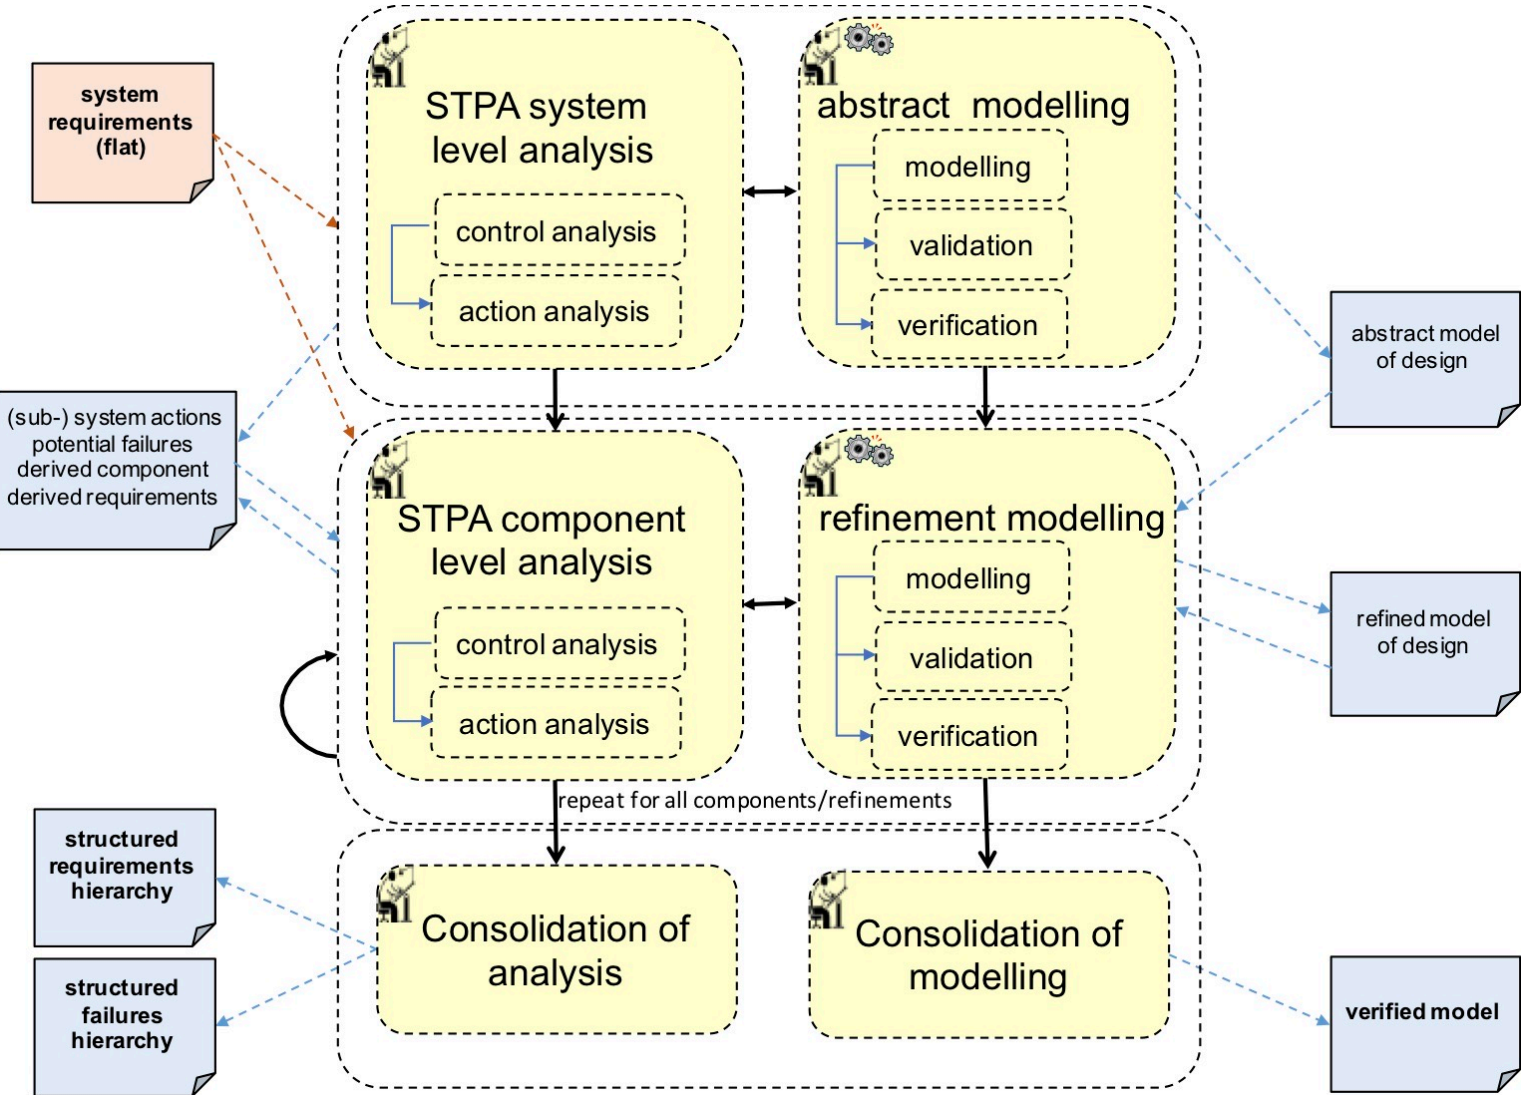 system
requirements
(flat)
STPA system
level analysis
control analysis
action analysis
abstract modelling
modelling
validation
verification
abstract model
of design
(sub-) system actions
potential failures
derived component
derived requirements
STPA component
level analysis
control analysis
action analysis
refinement modelling
modelling
validation
verification
refined model
of design
repeat for all components/refinements
structured
requirements
hierarchy
structured
failures
hierarchy
Consolidation of
analysis
Consolidation of
modelling
verified model